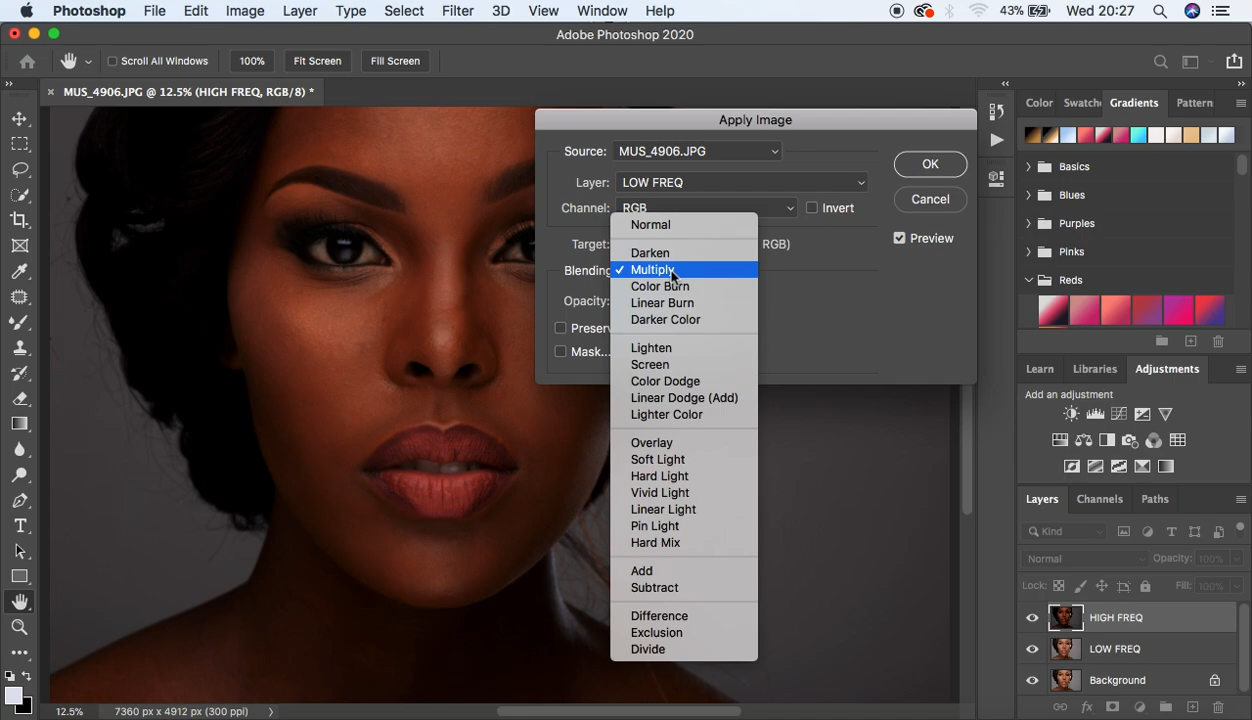 Photoshop File Edit Image Layer Type Select Filter 3D View Window Help 43% Wed 20:27
Adobe Photoshop 2020
Scroll All Windows 100% Fit Screen Fill Screen
× MUS_4906.JPG @ 12.5% (HIGH FREQ, RGB/8) *
Apply Image
Source: MUS_4906.JPG
OK
Layer: LOW FREQ
Cancel
Channel: RGB Invert
Target: RGB)
Preview
Blending
Opacity:
Preserv
Mask...
Normal
Darken
✓ Multiply
Color Burn
Linear Burn
Darker Color
Lighten
Screen
Color Dodge
Linear Dodge (Add)
Lighter Color
Overlay
Soft Light
Hard Light
Vivid Light
Linear Light
Pin Light
Hard Mix
Add
Subtract
Difference
Exclusion
Divide
Color Swatche Gradients Pattern
Basics
Blues
Purples
Pinks
Reds
Learn Libraries Adjustments
Add an adjustment
Layers Channels Paths
Kind
Normal Opacity: 100%
Lock: Fill: 100%
HIGH FREQ
LOW FREQ
Background
12.5% 7360 px x 4912 px (300 ppi)